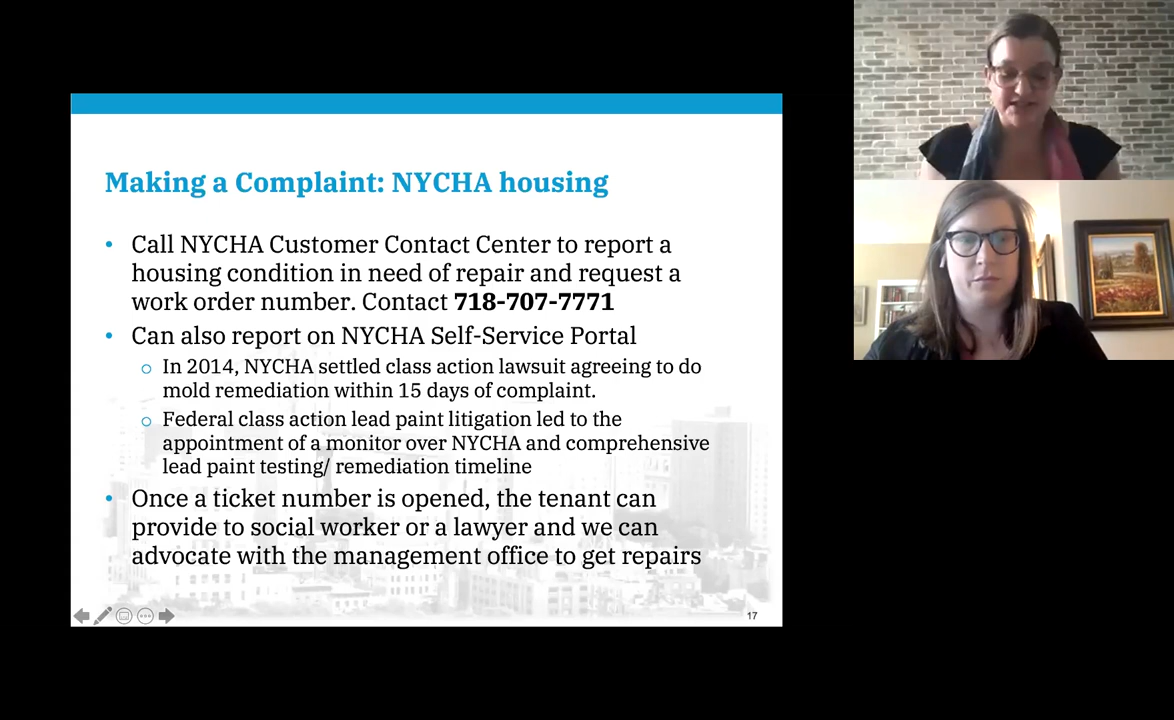 Making a Complaint: NYCHA housing
• Call NYCHA Customer Contact Center to report a
housing condition in need of repair and request a
work order number. Contact 718-707-7771
• Can also report on NYCHA Self-Service Portal
o In 2014, NYCHA settled class action lawsuit agreeing to do
mold remediation within 15 days of complaint.
o Federal class action lead paint litigation led to the
appointment of a monitor over NYCHA and comprehensive
lead paint testing/ remediation timeline
• Once a ticket number is opened, the tenant can
provide to social worker or a lawyer and we can
advocate with the management office to get repairs
17